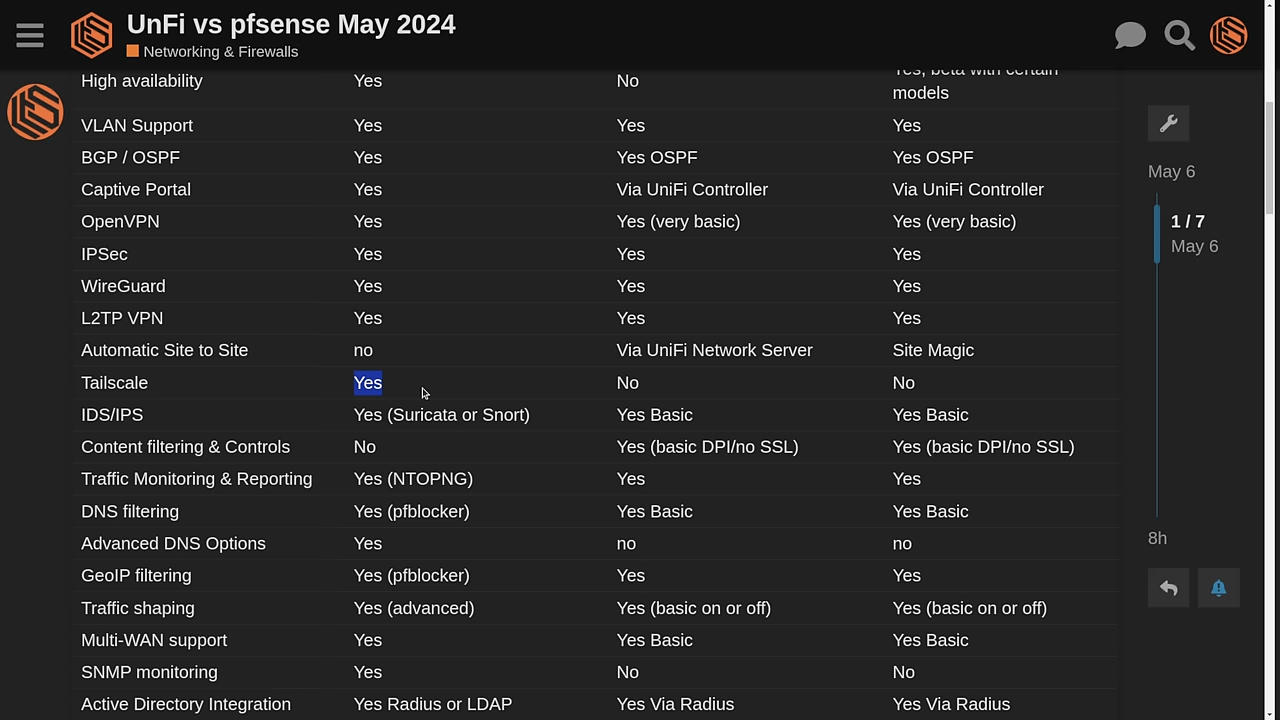 UnFi vs pfsense May 2024
Networking & Firewalls
High availability Yes No Yes, beta with certain models
VLAN Support Yes Yes Yes
BGP / OSPF Yes Yes OSPF Yes OSPF
Captive Portal Yes Via UniFi Controller Via UniFi Controller
OpenVPN Yes Yes (very basic) Yes (very basic)
IPSec Yes Yes Yes
WireGuard Yes Yes Yes
L2TP VPN Yes Yes Yes
Automatic Site to Site no Via UniFi Network Server Site Magic
Tailscale Yes No No
IDS/IPS Yes (Suricata or Snort) Yes Basic Yes Basic
Content filtering & Controls No Yes (basic DPI/no SSL) Yes (basic DPI/no SSL)
Traffic Monitoring & Reporting Yes (NTOPNG) Yes Yes
DNS filtering Yes (pfblocker) Yes Basic Yes Basic
Advanced DNS Options Yes no no
GeoIP filtering Yes (pfblocker) Yes Yes
Traffic shaping Yes (advanced) Yes (basic on or off) Yes (basic on or off)
Multi-WAN support Yes Yes Basic Yes Basic
SNMP monitoring Yes No No
Active Directory Integration Yes Radius or LDAP Yes Via Radius Yes Via Radius
May 6
1 / 7
May 6
8h